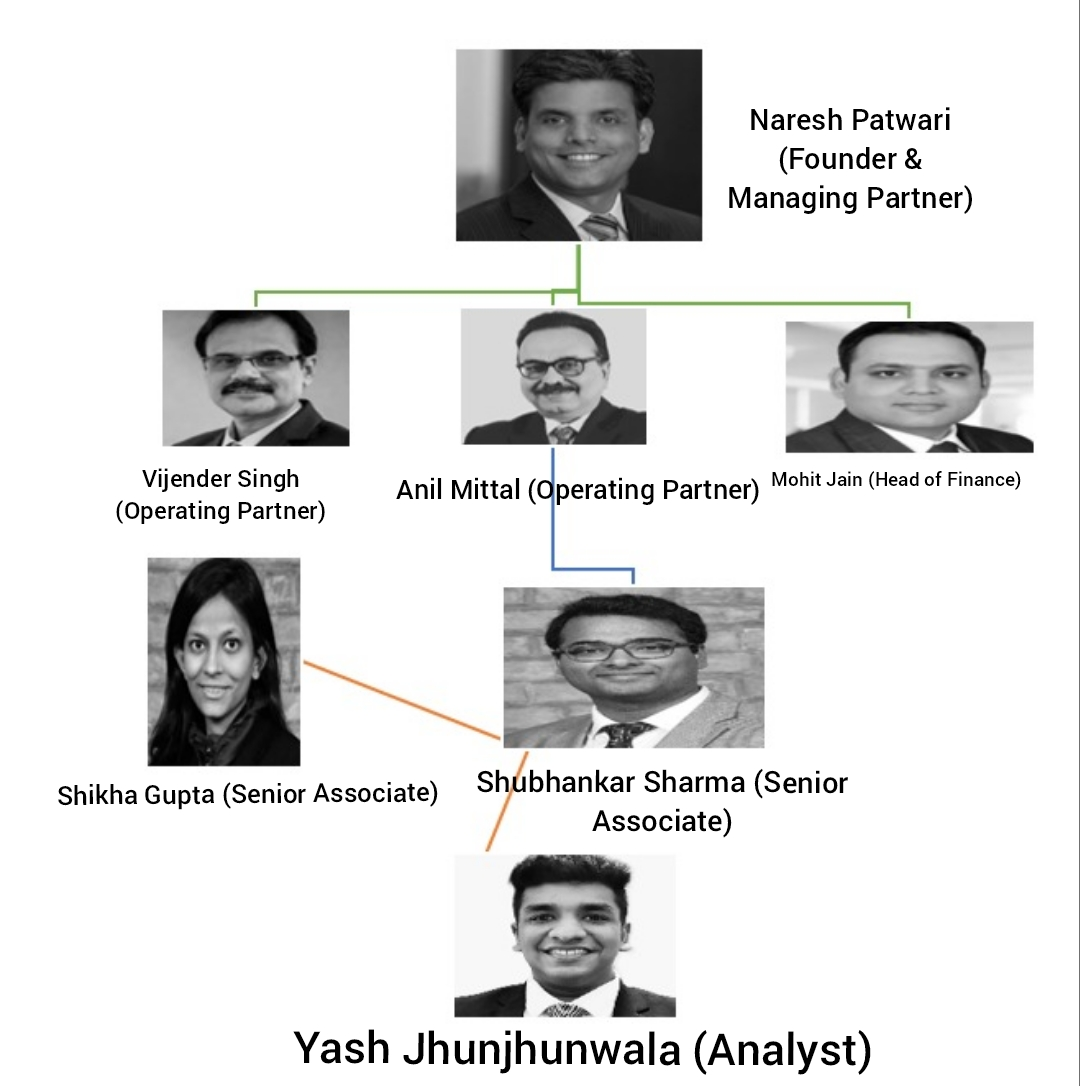 Naresh Patwari
(Founder &
Managing Partner)
Vijender Singh
(Operating Partner)
Anil Mittal (Operating Partner)
Mohit Jain (Head of Finance)
Shikha Gupta (Senior Associate)
Shubhankar Sharma (Senior
Associate)
Yash Jhunjhunwala (Analyst)